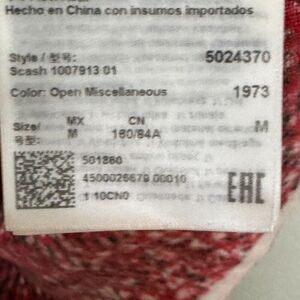 Hecho en China con insumos importados
Style / 型号: 5024370
Scash 1007913 01
Color: Open Miscellaneous 1973
Size/ MX CN M
号型: M 160/84A
501860
4500026679 00010
1 10CN0
EAC